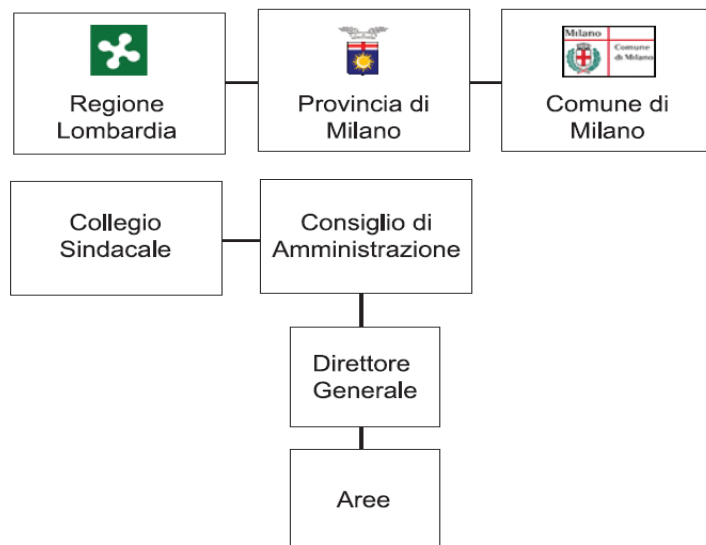 Regione
Lombardia
Provincia di
Milano
Milano
Comune
di Milano
Comune di
Milano
Collegio
Sindacale
Consiglio di
Amministrazione
Direttore
Generale
Aree